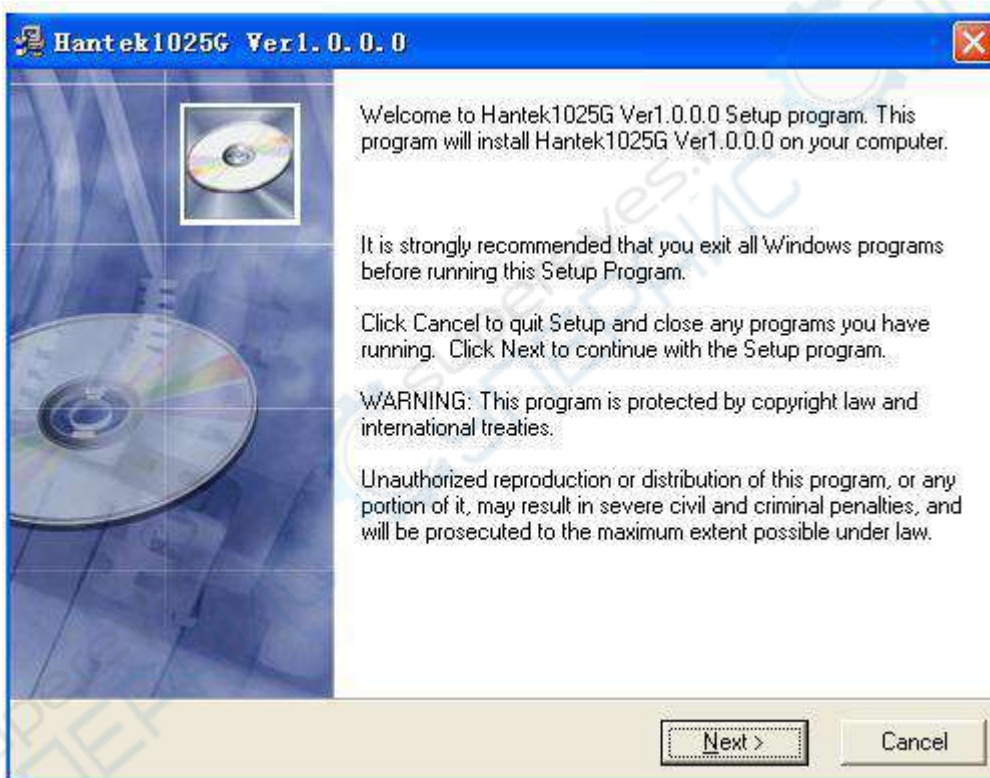 Hantek1025G Ver1.0.0.0
Welcome to Hantek1025G Ver1.0.0.0 Setup program. This
program will install Hantek1025G Ver1.0.0.0 on your computer.
It is strongly recommended that you exit all Windows programs
before running this Setup Program.
Click Cancel to quit Setup and close any programs you have
running.  Click Next to continue with the Setup program.
WARNING: This program is protected by copyright law and
international treaties.
Unauthorized reproduction or distribution of this program, or any
portion of it, may result in severe civil and criminal penalties, and
will be prosecuted to the maximum extent possible under law.
Next >
Cancel